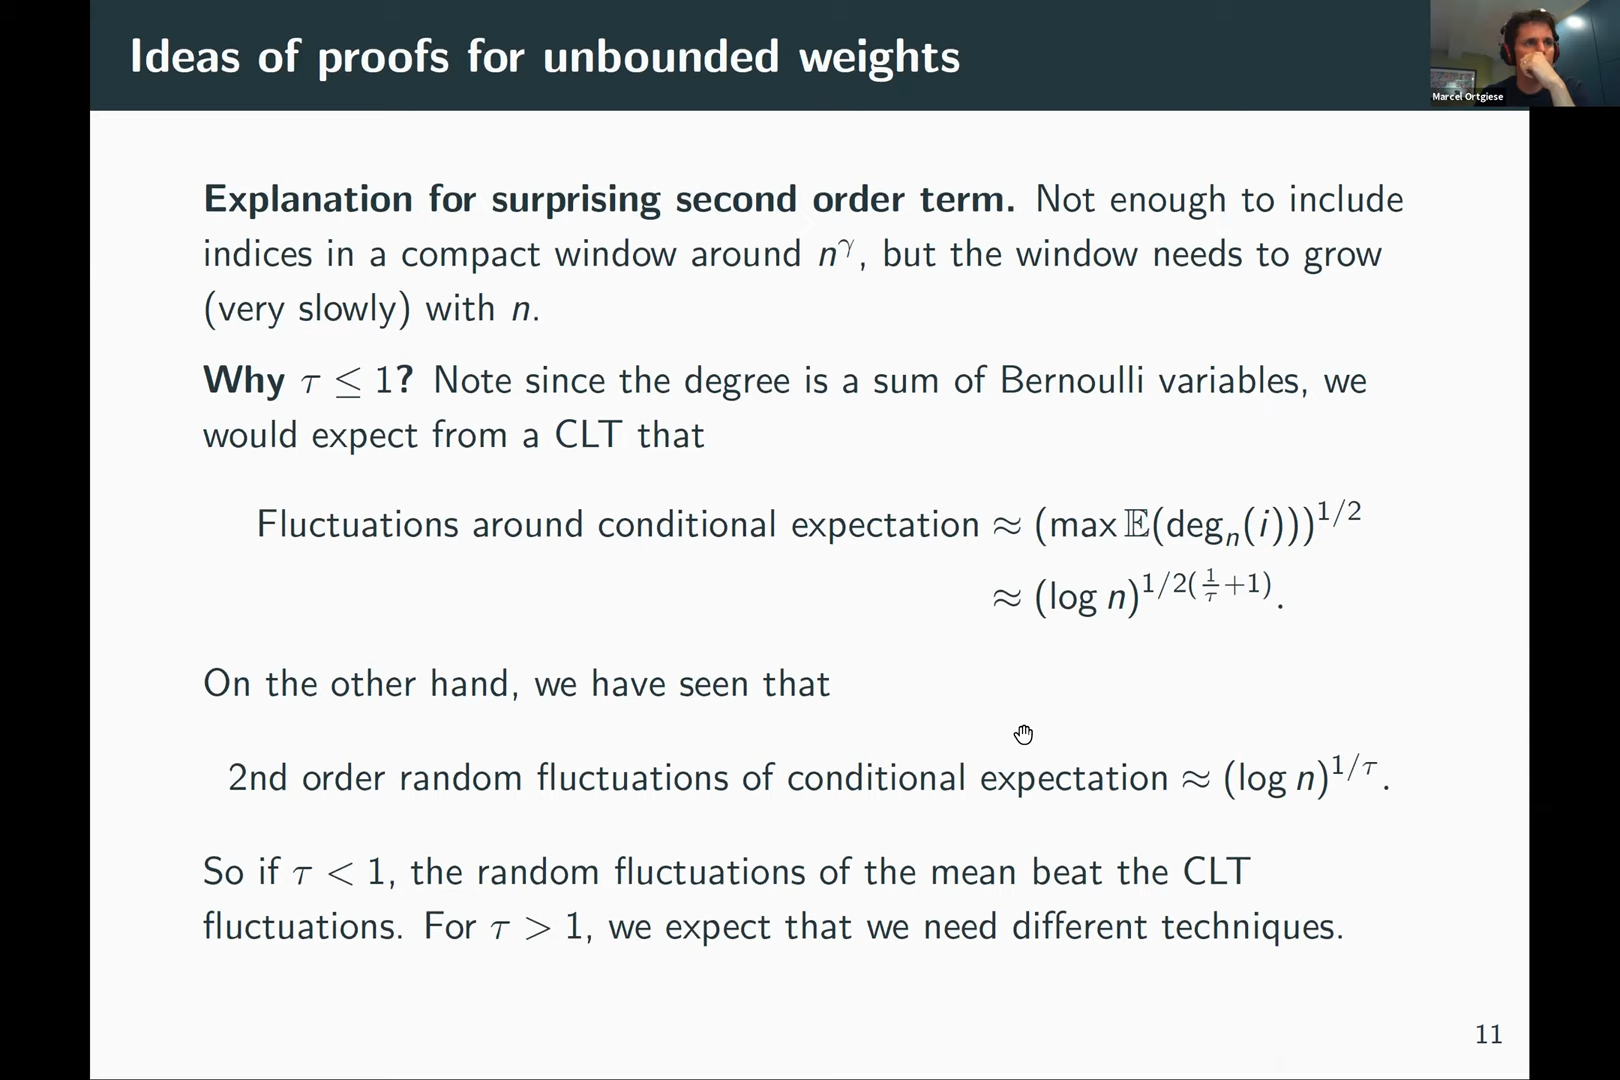 Ideas of proofs for unbounded weights
Marcel Ortgiese
Explanation for surprising second order term. Not enough to include
indices in a compact window around n^γ, but the window needs to grow
(very slowly) with n.
Why τ ≤ 1? Note since the degree is a sum of Bernoulli variables, we
would expect from a CLT that
Fluctuations around conditional expectation ≈ (max 𝔼(deg_n(i)))^{1/2}
≈ (log n)^{1/2(\frac{1}{τ}+1)}.
On the other hand, we have seen that
2nd order random fluctuations of conditional expectation ≈ (log n)^{1/τ}.
So if τ < 1, the random fluctuations of the mean beat the CLT
fluctuations. For τ > 1, we expect that we need different techniques.
11